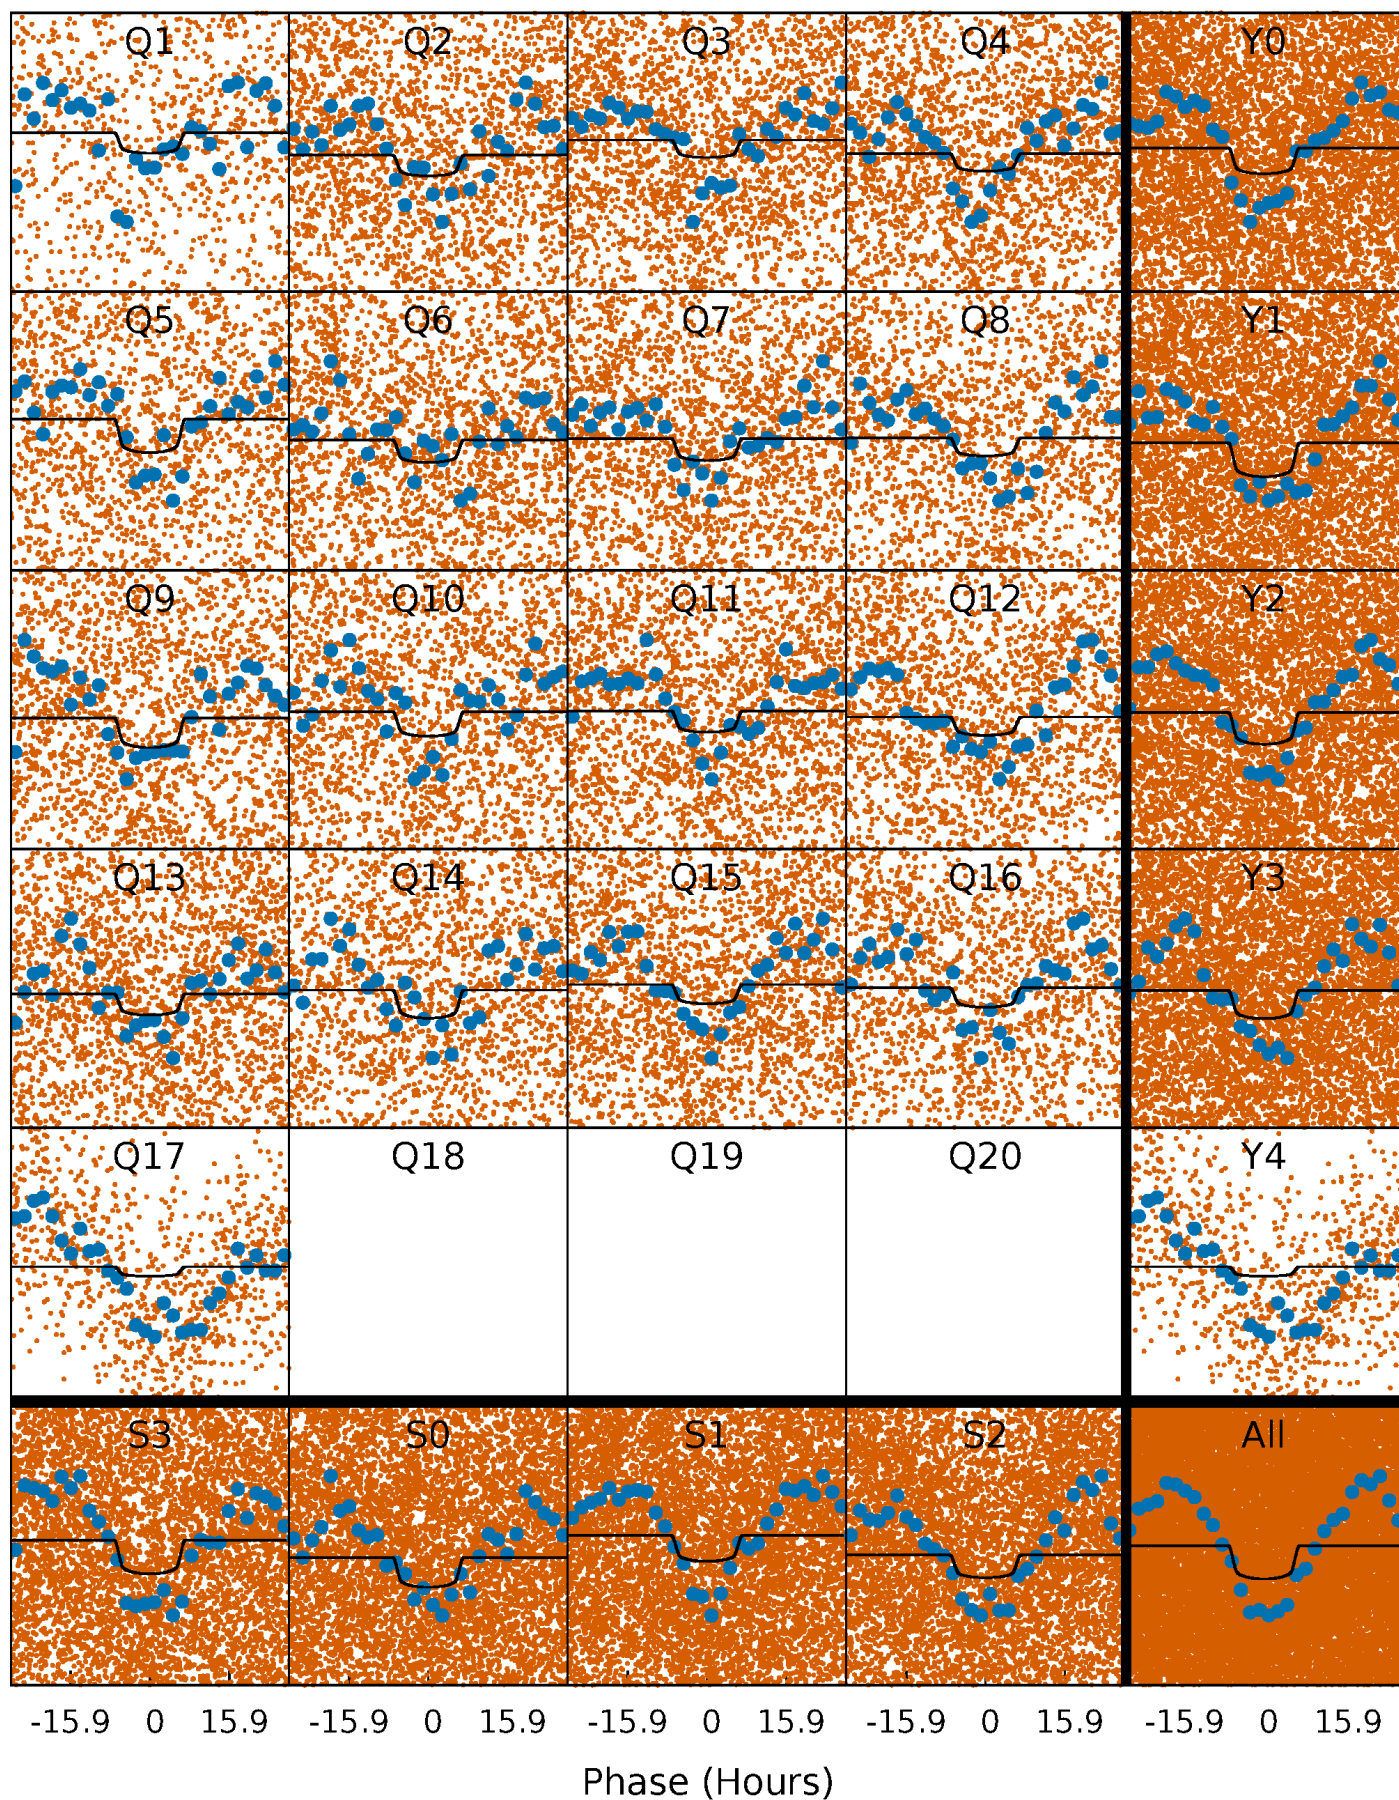 Q1 Q2 Q3 Q4 Y0
Q5 Q6 Q7 Q8 Y1
Q9 Q10 Q11 Q12 Y2
Q13 Q14 Q15 Q16 Y3
Q17 Q18 Q19 Q20 Y4
S3 S0 S1 S2 All
-15.9 0 15.9 -15.9 0 15.9 -15.9 0 15.9 -15.9 0 15.9 -15.9 0 15.9
Phase (Hours)